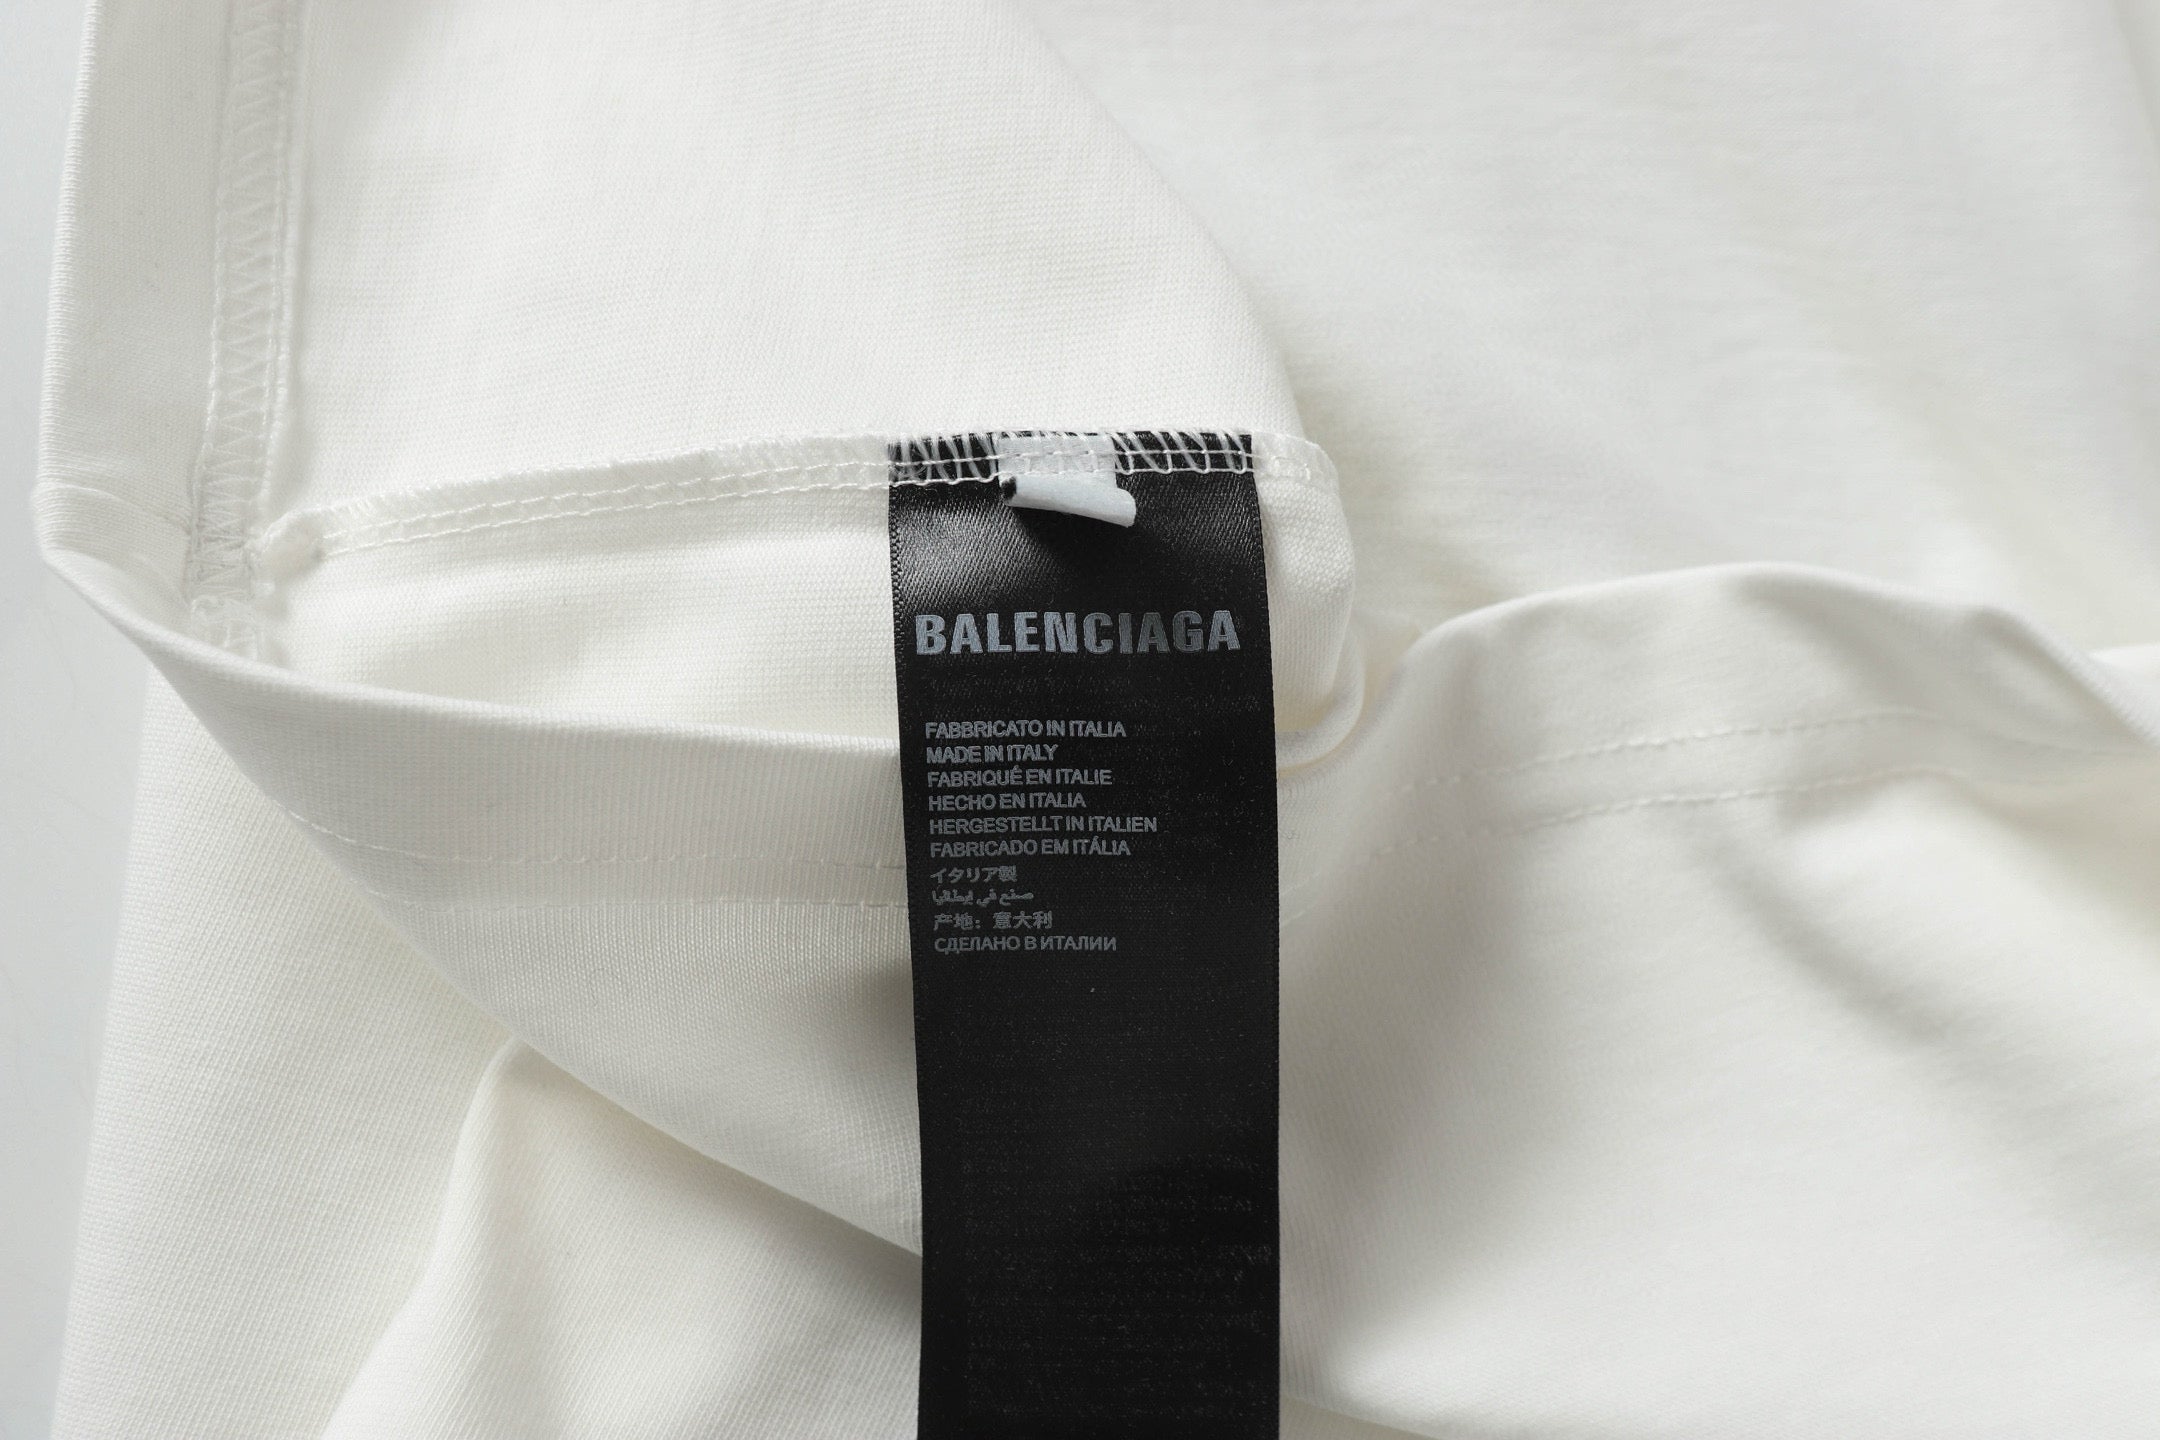 BALENCIAGA
FABBRICATO IN ITALIA
MADE IN ITALY
FABRIQUÉ EN ITALIE
HECHO EN ITALIA
HERGESTELLT IN ITALIEN
FABRICADO EM ITÁLIA
イタリア製
صنع في إيطاليا
产地：意大利
СДЕЛАНО В ИТАЛИИ